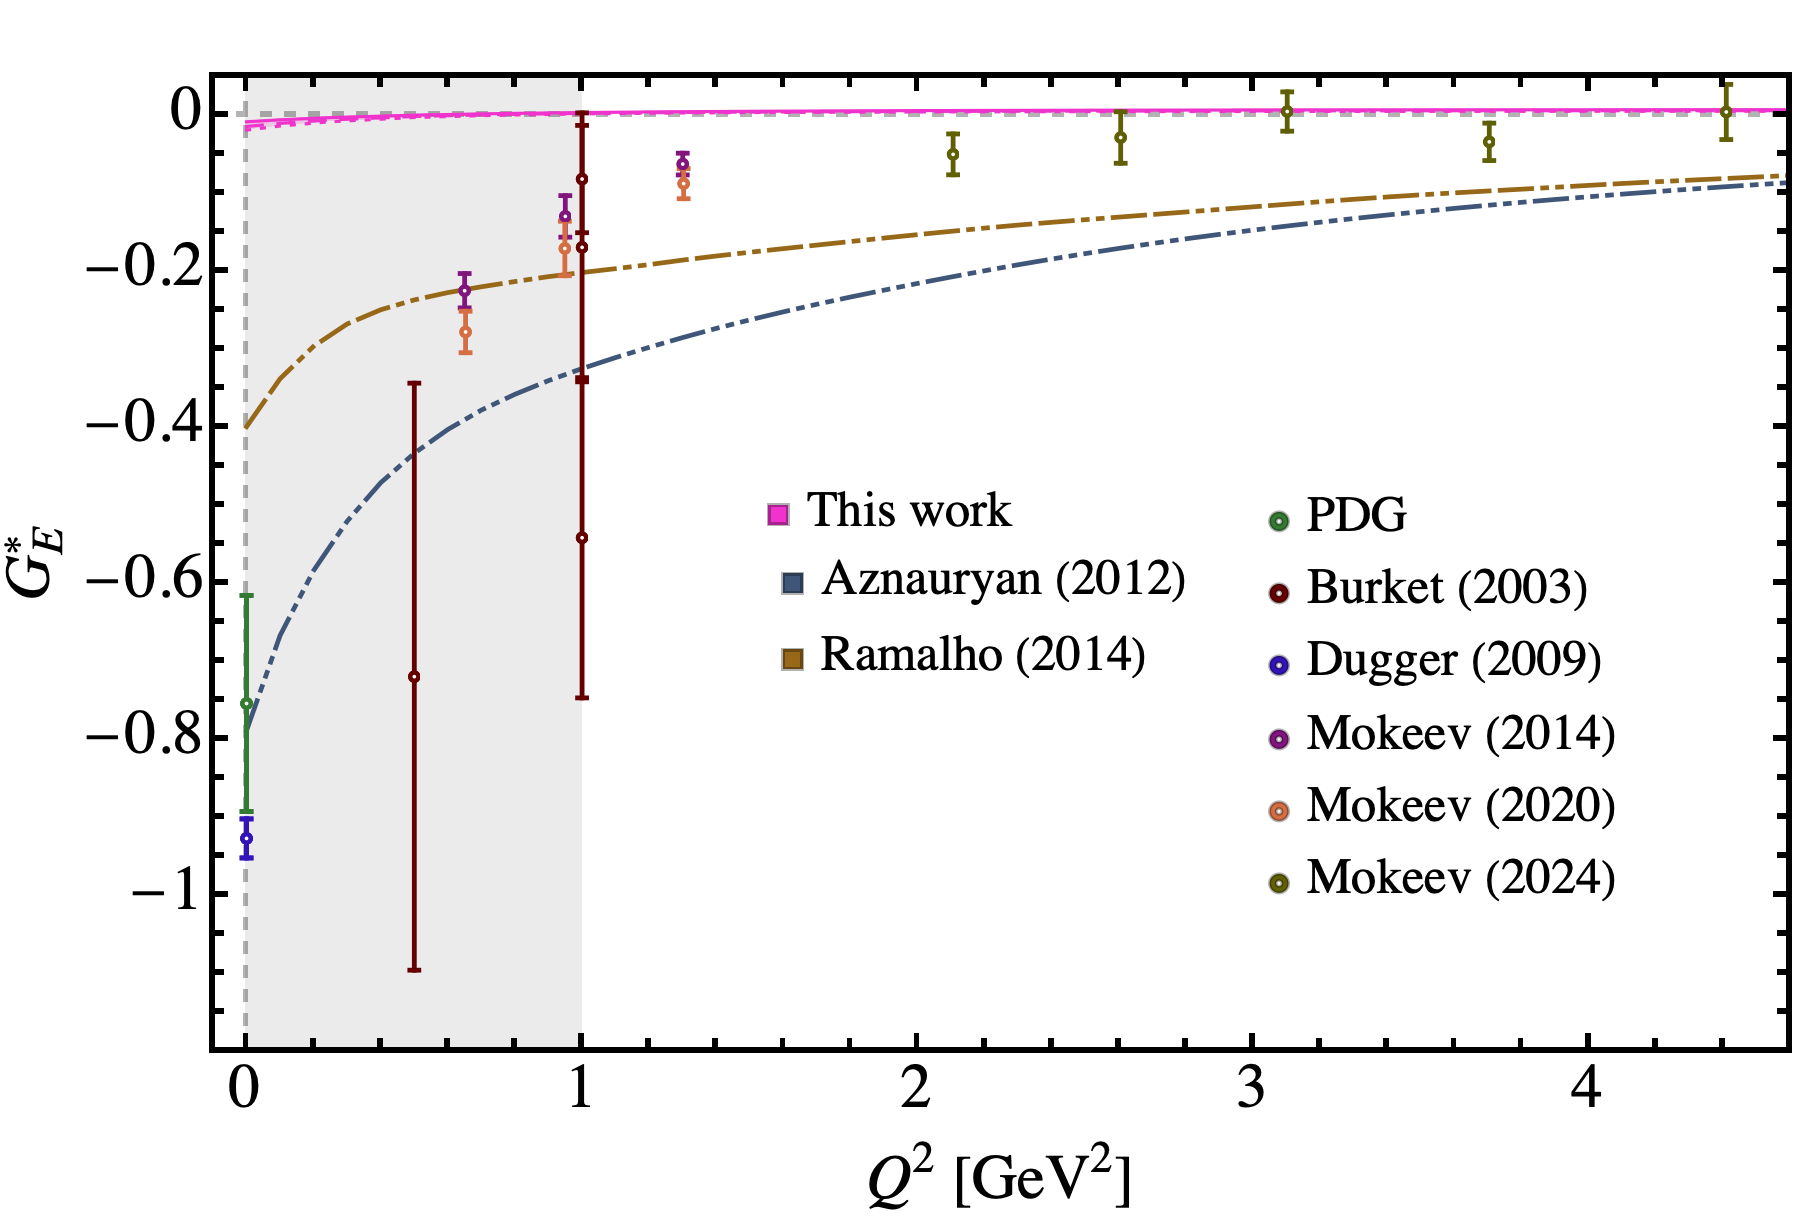 0
−0.2
−0.4
−0.6
−0.8
−1
G*E
This work
Aznauryan (2012)
Ramalho (2014)
PDG
Burket (2003)
Dugger (2009)
Mokeev (2014)
Mokeev (2020)
Mokeev (2024)
0 1 2 3 4
Q² [GeV²]